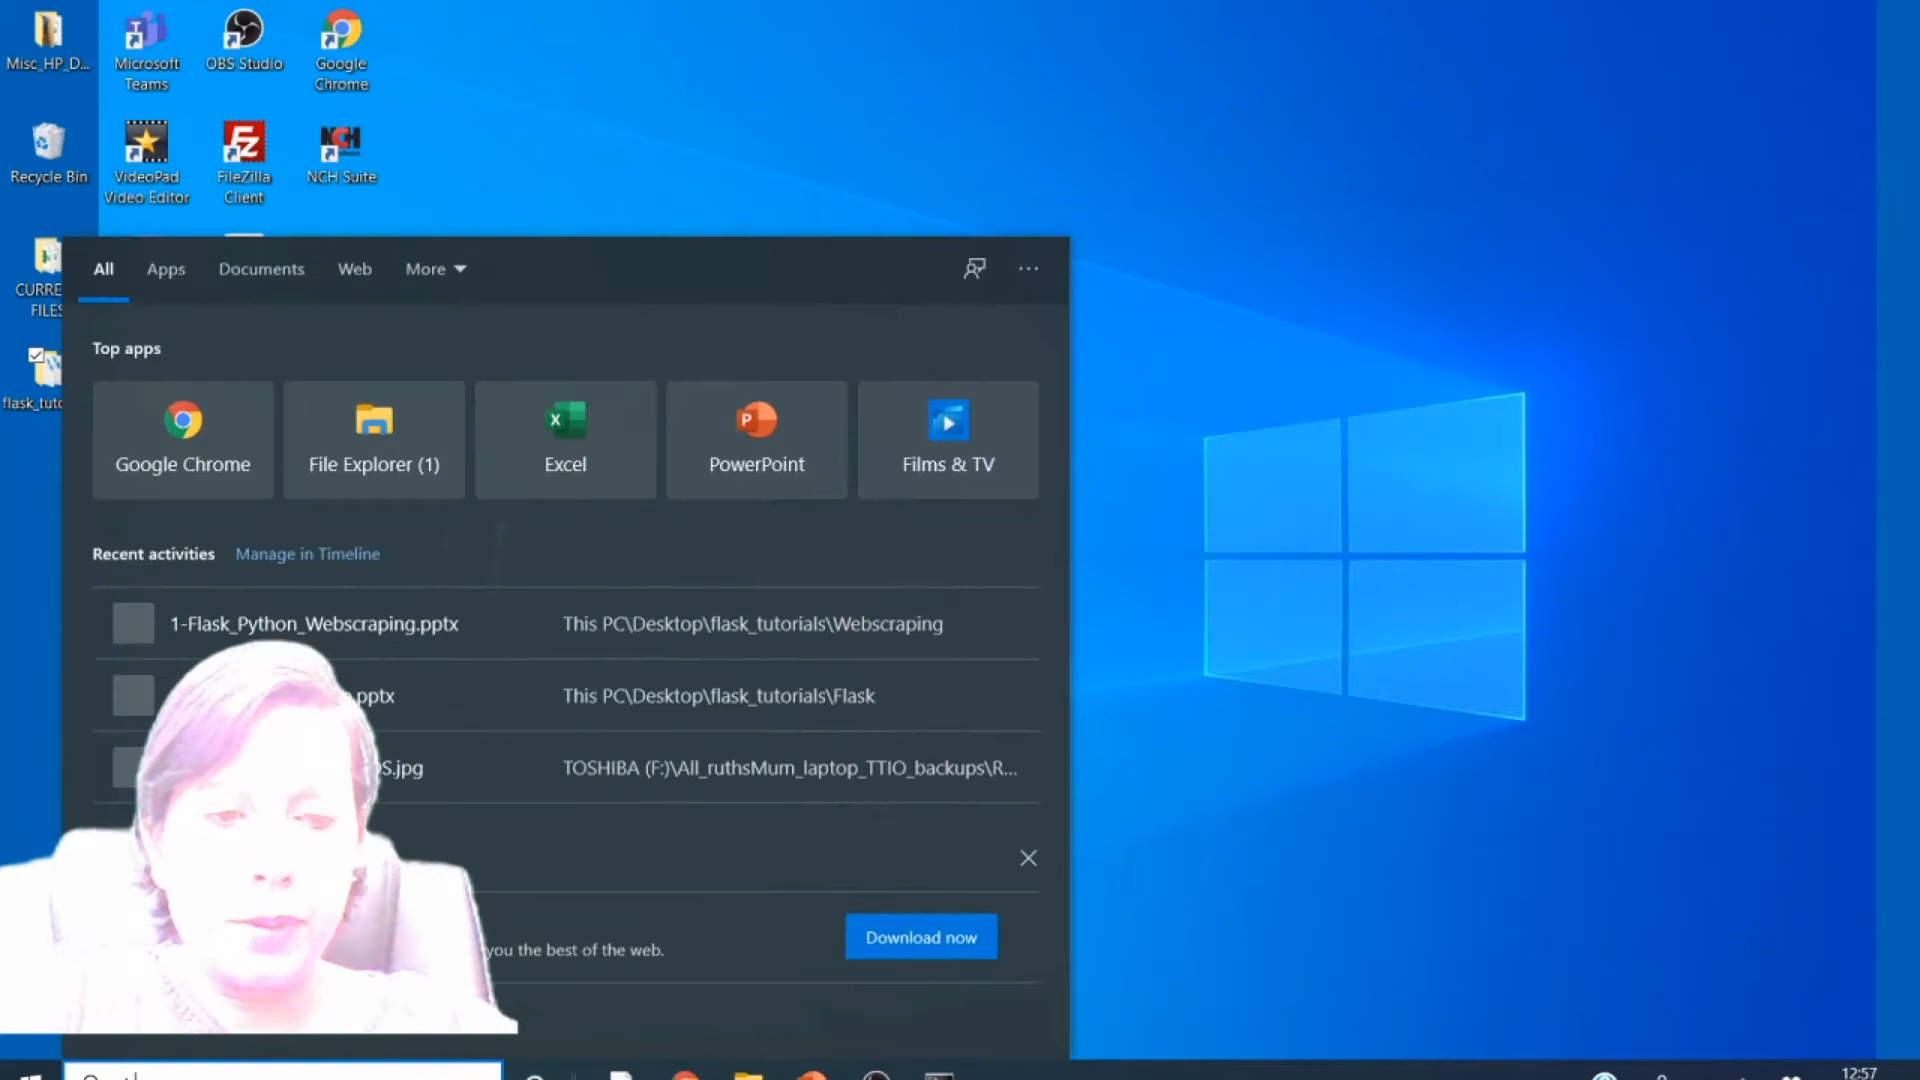 Misc_HP_D...
Microsoft
Teams
OBS Studio
Google
Chrome
Recycle Bin
VideoPad
Video Editor
FileZilla
Client
NCH
NCH Suite
CURRE
FILES
flask_tuto
All
Apps
Documents
Web
More
Top apps
Google Chrome
File Explorer (1)
Excel
PowerPoint
Films & TV
Recent activities
Manage in Timeline
1-Flask_Python_Webscraping.pptx
This PC\Desktop\flask_tutorials\Webscraping
.pptx
This PC\Desktop\flask_tutorials\Flask
S.jpg
TOSHIBA (F:)\All_ruthsMum_laptop_TTIO_backups\R...
you the best of the web.
Download now
12:57